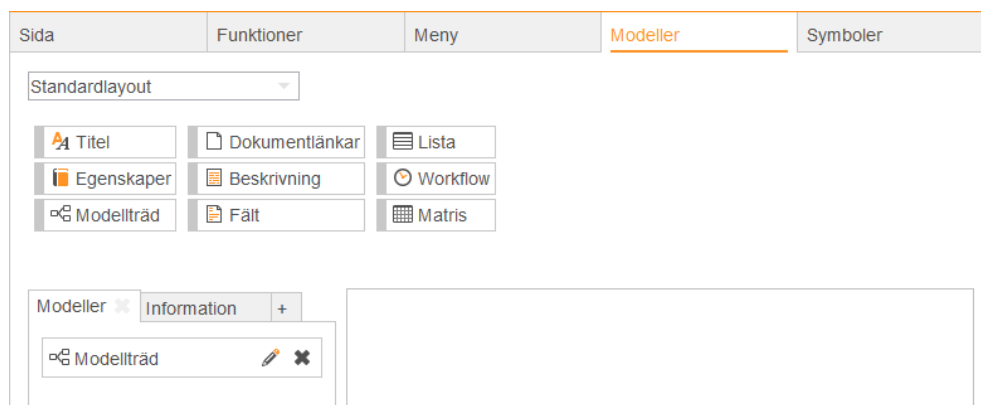 Sida Funktioner Meny Modeller Symboler
Standardlayout
Titel Dokumentlänkar Lista
Egenskaper Beskrivning Workflow
Modellträd Fält Matris
Modeller Information +
Modellträd